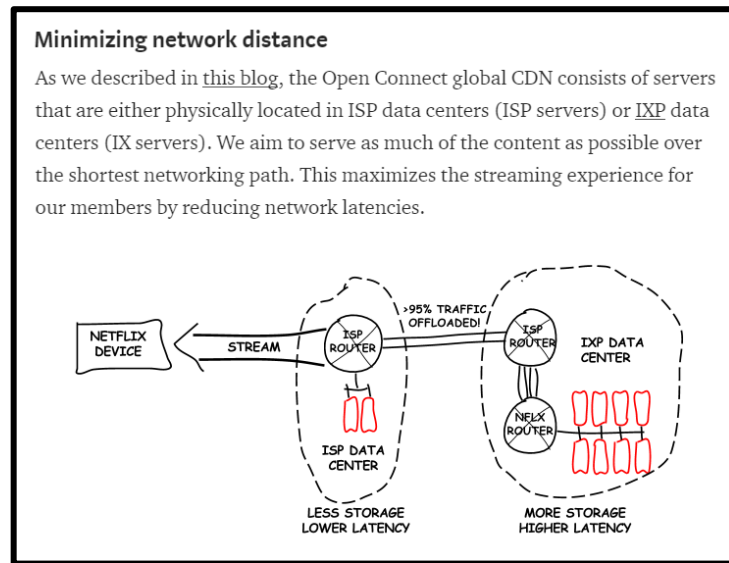 Minimizing network distance
As we described in this blog, the Open Connect global CDN consists of servers
that are either physically located in ISP data centers (ISP servers) or IXP data
centers (IX servers). We aim to serve as much of the content as possible over
the shortest networking path. This maximizes the streaming experience for
our members by reducing network latencies.
NETFLIX
DEVICE
STREAM
ISP
ROUTER
>95% TRAFFIC
OFFLOADED!
ISP
ROUTER
IXP DATA
CENTER
NFLX
ROUTER
ISP DATA
CENTER
LESS STORAGE
LOWER LATENCY
MORE STORAGE
HIGHER LATENCY